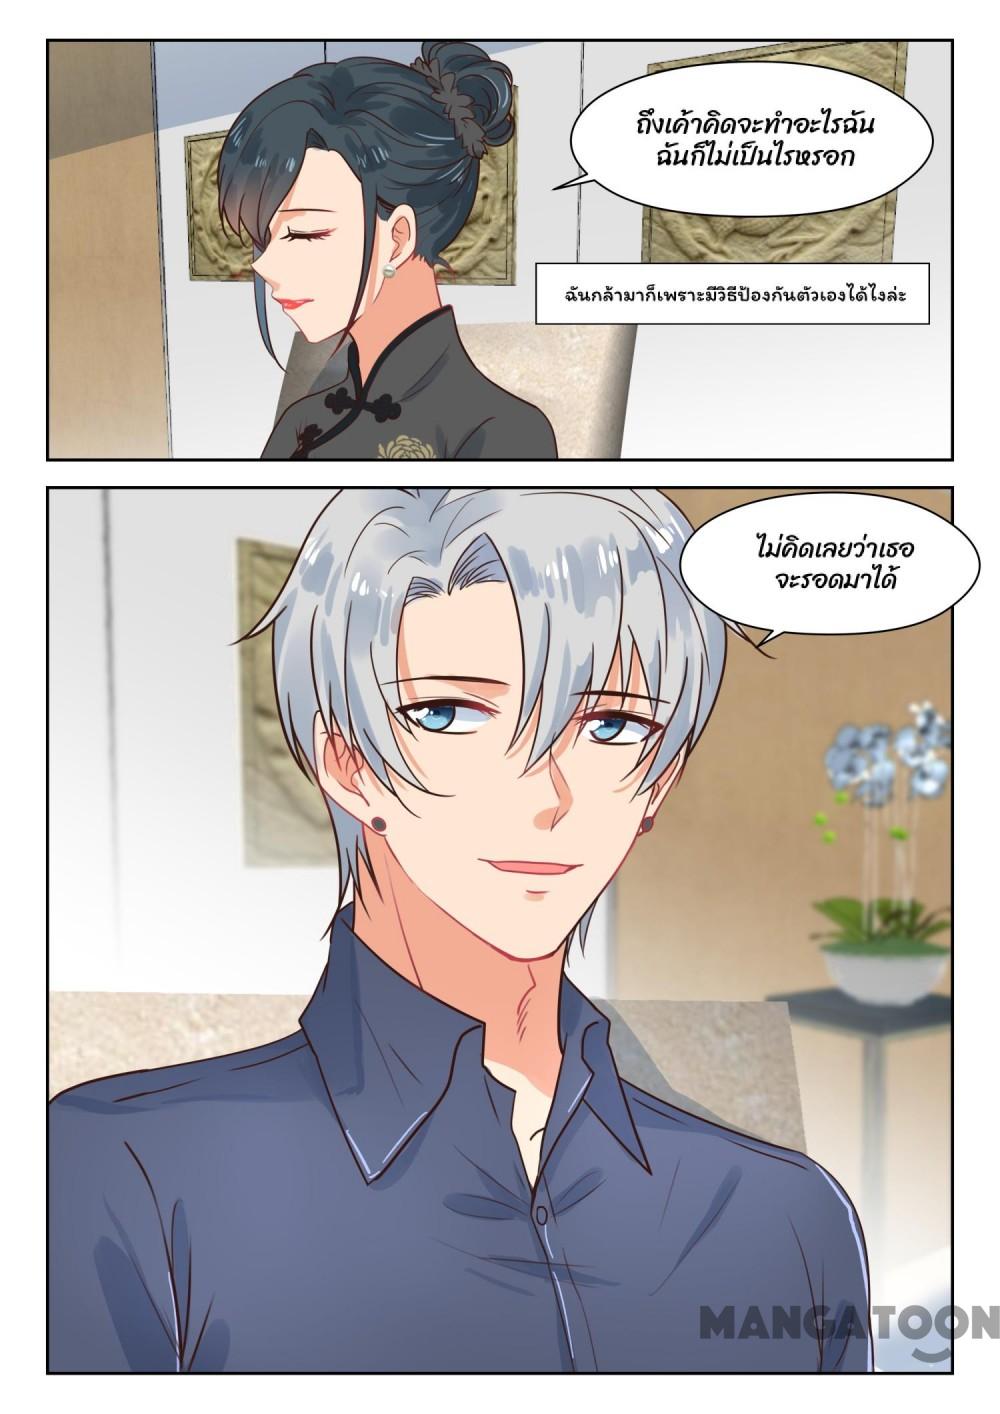 ถึงเค้าคิดจะทำอะไรฉัน
ฉันก็ไม่เป็นไรหรอก
ฉันกล้ามาก็เพราะมีวิธีป้องกันตัวเองได้ไงล่ะ
ไม่คิดเลยว่าเธอ
จะรอดมาได้
MANGATOON